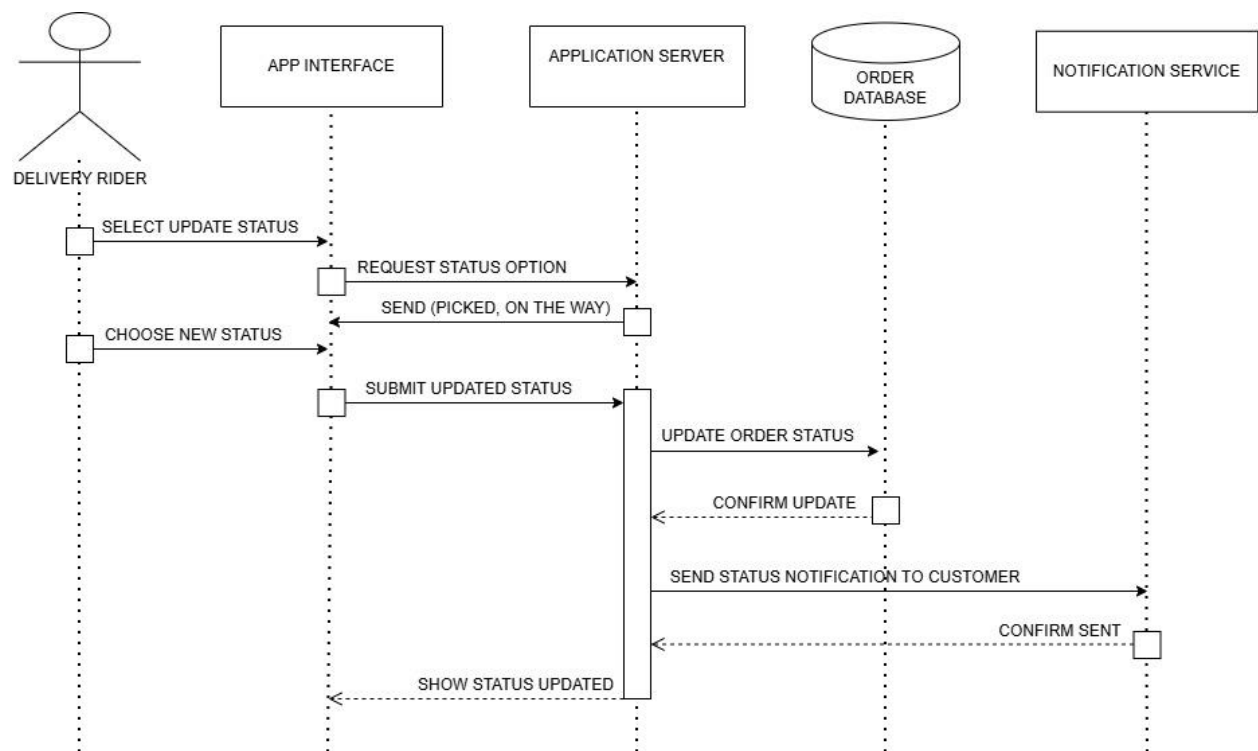 APP INTERFACE
APPLICATION SERVER
ORDER
DATABASE
NOTIFICATION SERVICE
DELIVERY RIDER
SELECT UPDATE STATUS
REQUEST STATUS OPTION
SEND (PICKED, ON THE WAY)
CHOOSE NEW STATUS
SUBMIT UPDATED STATUS
UPDATE ORDER STATUS
CONFIRM UPDATE
SEND STATUS NOTIFICATION TO CUSTOMER
CONFIRM SENT
SHOW STATUS UPDATED